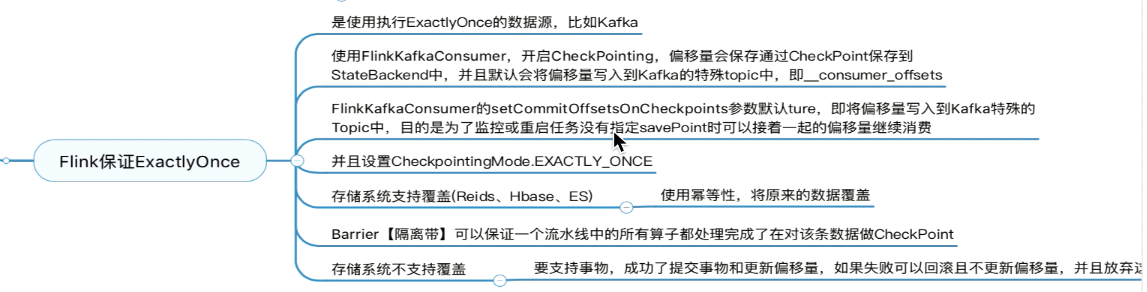 是使用执行ExactlyOnce的数据源，比如Kafka
使用FlinkKafkaConsumer，开启CheckPointing，偏移量会保存通过CheckPoint保存到
StateBackend中，并且默认会将偏移量写入到Kafka的特殊topic中，即__consumer_offsets
FlinkKafkaConsumer的setCommitOffsetsOnCheckpoints参数默认ture，即将偏移量写入到Kafka特殊的
Topic中，目的是为了监控或重启任务没有指定savePoint时可以接着一起的偏移量继续消费
Flink保证ExactlyOnce
并且设置CheckpointingMode.EXACTLY_ONCE
存储系统支持覆盖(Reids、Hbase、ES)
使用幂等性，将原来的数据覆盖
Barrier【隔离带】可以保证一个流水线中的所有算子都处理完成了在对该条数据做CheckPoint
存储系统不支持覆盖
要支持事物，成功了提交事物和更新偏移量，如果失败可以回滚且不更新偏移量，并且放弃